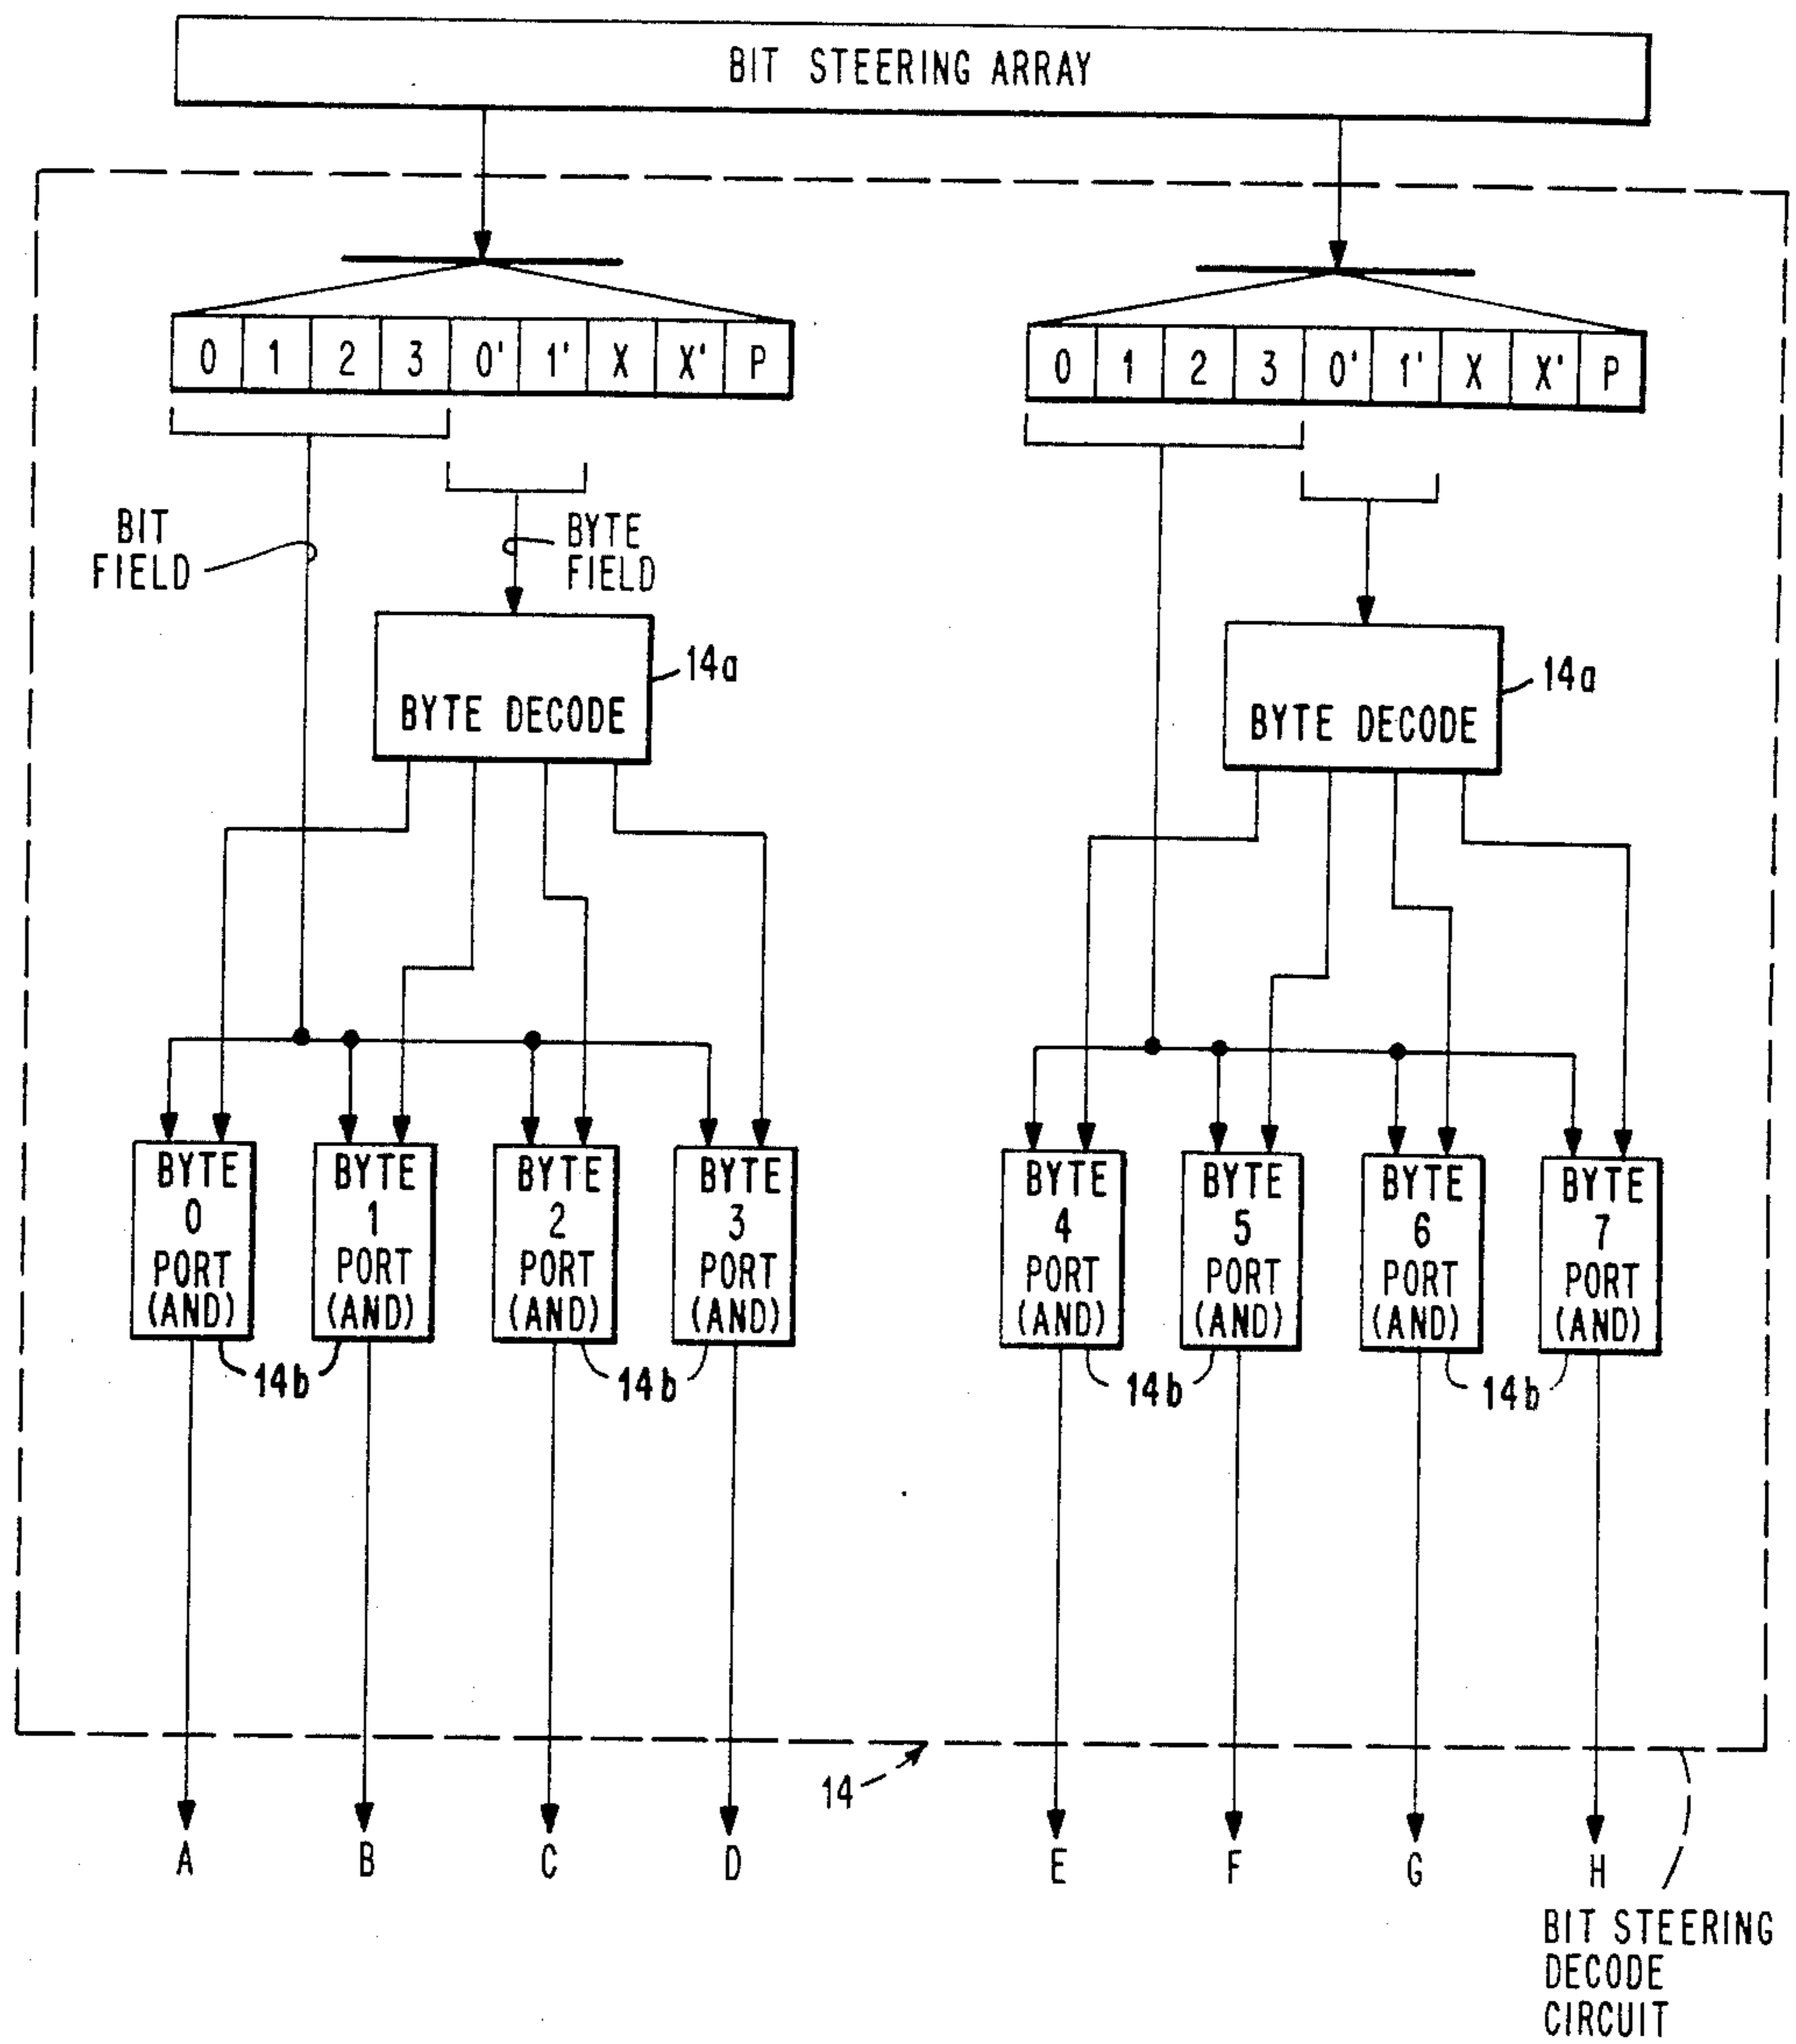 BIT STEERING ARRAY
0 1 2 3 0' 1' X X' P
0 1 2 3 0' 1' X X' P
BIT
FIELD
BYTE
FIELD
BYTE DECODE
14a
BYTE DECODE
14a
BYTE
0
PORT
(AND)
BYTE
1
PORT
(AND)
BYTE
2
PORT
(AND)
BYTE
3
PORT
(AND)
BYTE
4
PORT
(AND)
BYTE
5
PORT
(AND)
BYTE
6
PORT
(AND)
BYTE
7
PORT
(AND)
14b
14b
14b
14b
14
A B C D E F G H
BIT STEERING
DECODE
CIRCUIT